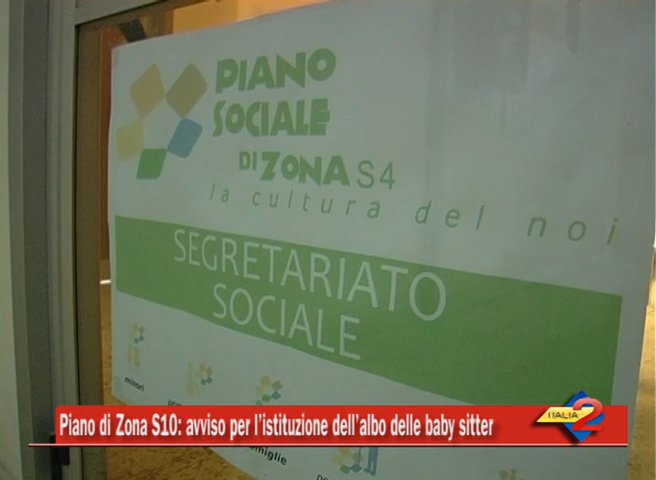 PIANO
SOCIALE
DI ZONA S4
la cultura del noi
SEGRETARIATO
SOCIALE
minori
Piano di Zona S10: avviso per l'istituzione dell'albo delle baby sitter
ITALIA 2